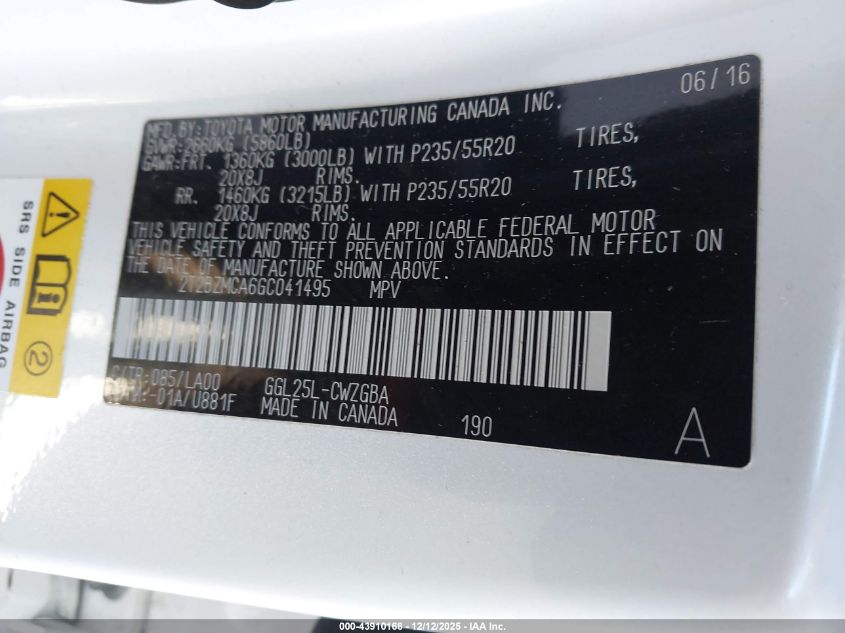 06/16
MFD.BY:TOYOTA MOTOR MANUFACTURING CANADA INC.
GVWR:2660KG (5860LB)
GAWR:FRT. 1360KG (3000LB) WITH P235/55R20 TIRES,
20X8J RIMS.
RR. 1460KG (3215LB) WITH P235/55R20 TIRES,
20X8J RIMS.
THIS VEHICLE CONFORMS TO ALL APPLICABLE FEDERAL MOTOR
VEHICLE SAFETY AND THEFT PREVENTION STANDARDS IN EFFECT ON
THE DATE OF MANUFACTURE SHOWN ABOVE.
2T2BZMCA6GC041495 MPV
C/TR:085/LA00 GGL25L-CWZGBA
-01A/U881F MADE IN CANADA 190 A
SRS SIDE AIRBAG
2
000-43910168 - 12/12/2025 - IAA Inc.